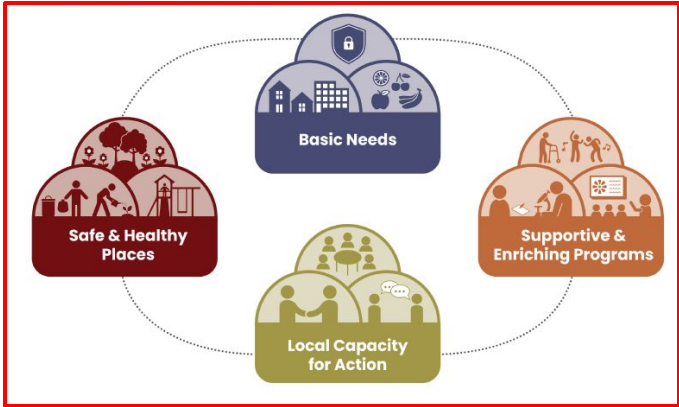 Basic Needs
Safe & Healthy
Places
Supportive &
Enriching Programs
Local Capacity
for Action